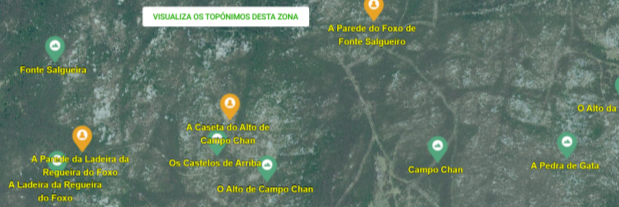 VISUALIZA OS TOPÓNIMOS DESTA ZONA
A Parede do Foxo de
Fonte Salgueiro
Fonte Salgueira
O Alto da
A Caseta do Alto de
Campo Chan
A Parede da Ladeira da
Regueira do Foxo
Os Castelos de Arriba
Campo Chan
A Pedra de Gata
A Ladeira da Regueira
do Foxo
O Alto de Campo Chan